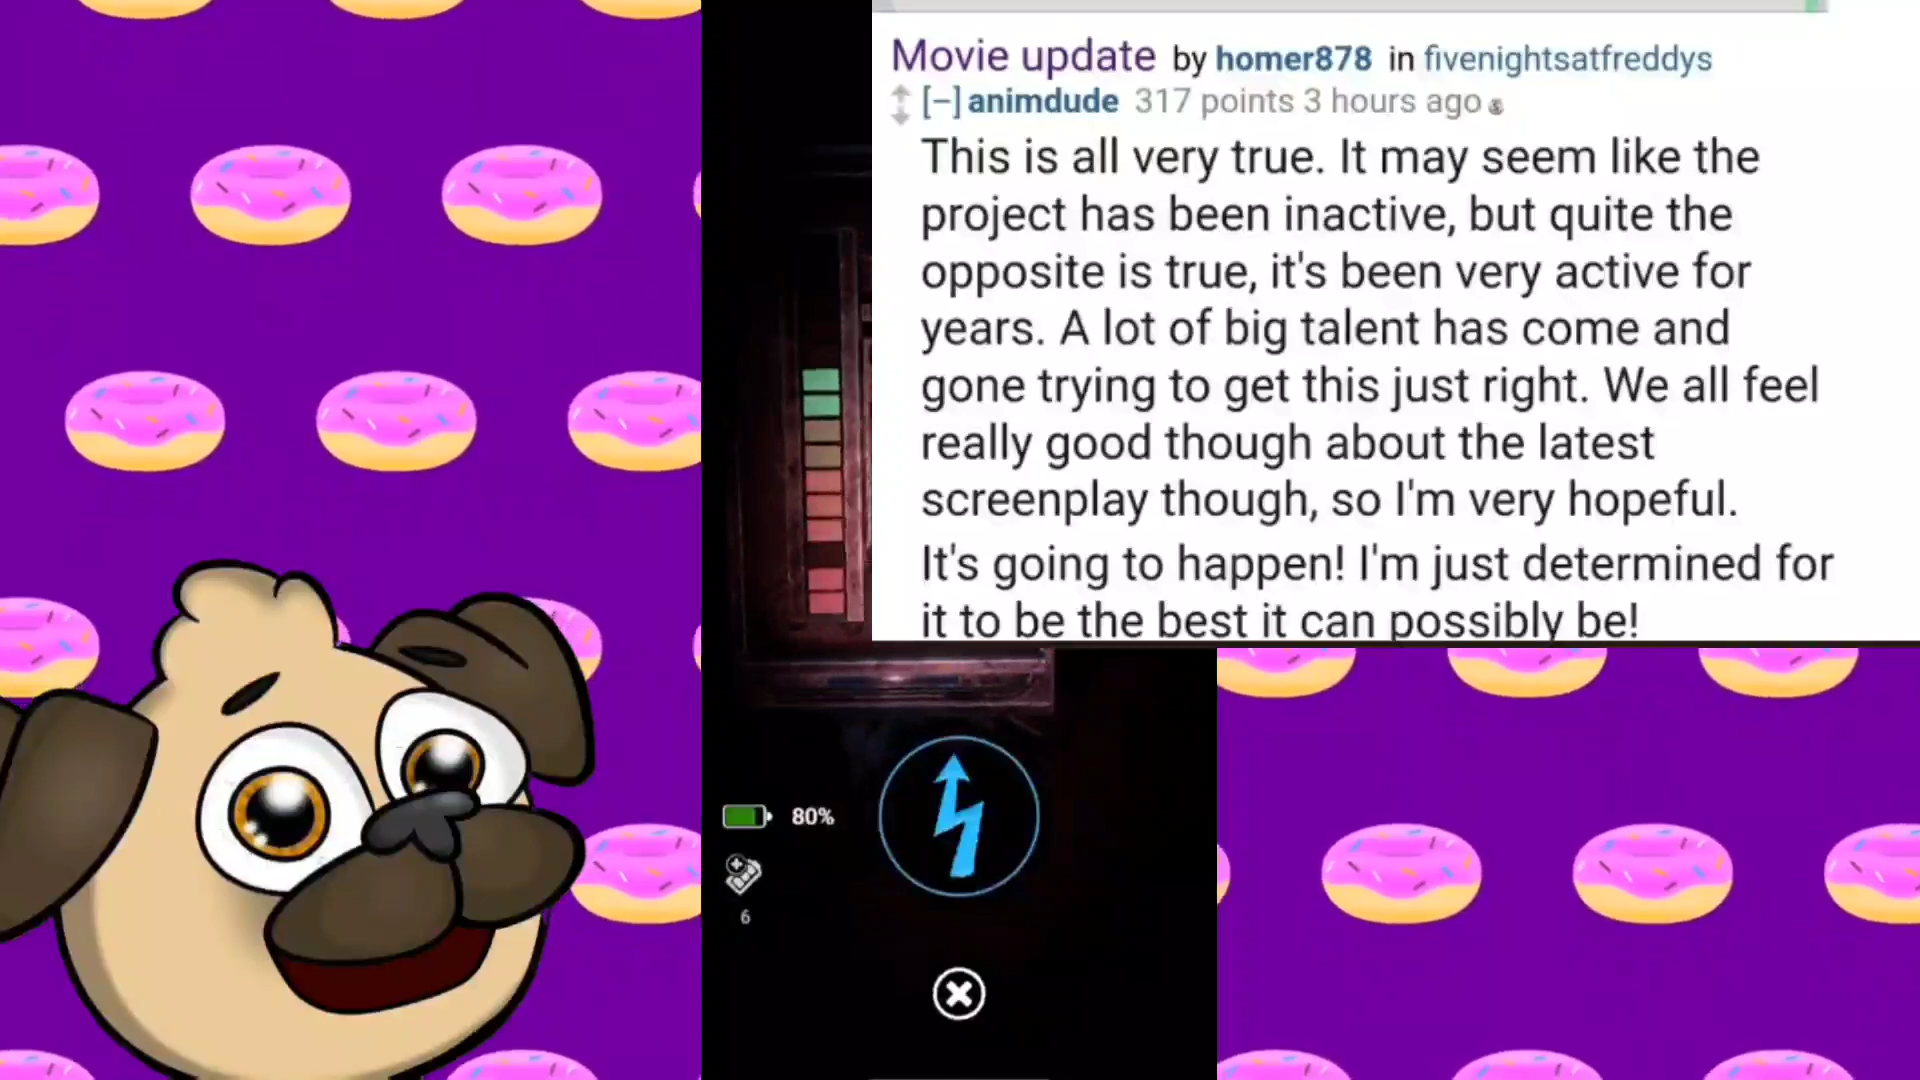 Movie update by homer878 in fivenightsatfreddys
[–] animdude 317 points 3 hours ago
This is all very true. It may seem like the
project has been inactive, but quite the
opposite is true, it's been very active for
years. A lot of big talent has come and
gone trying to get this just right. We all feel
really good though about the latest
screenplay though, so I'm very hopeful.
It's going to happen! I'm just determined for
it to be the best it can possibly be!
80%
6